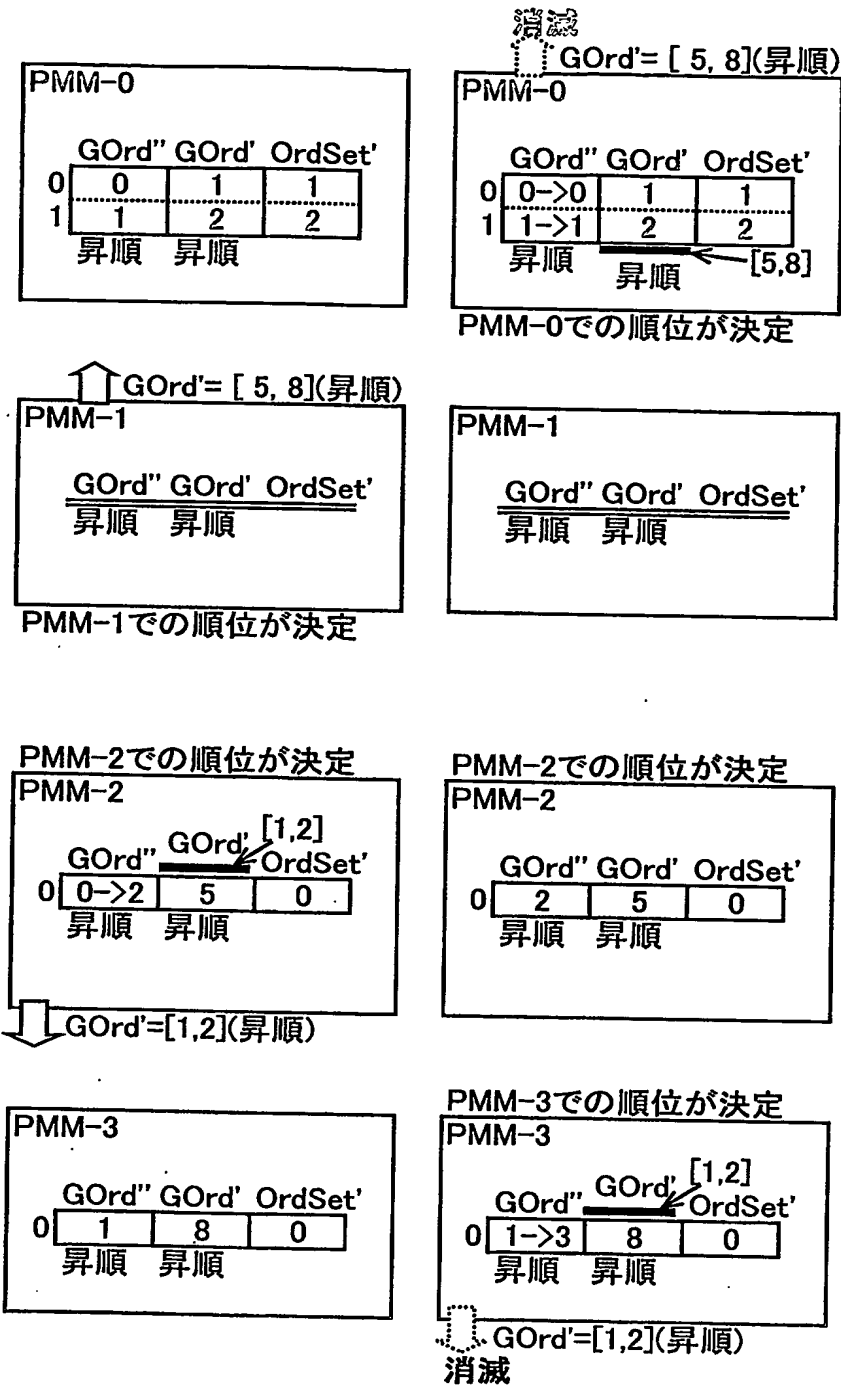 PMM-0
GOrd'' GOrd' OrdSet'
0 0 1 1
1 1 2 2
昇順 昇順
消滅
GOrd'= [ 5, 8](昇順)
PMM-0
GOrd'' GOrd' OrdSet'
0 0->0 1 1
1 1->1 2 2
昇順 昇順 [5,8]
PMM-0での順位が決定
GOrd'= [ 5, 8](昇順)
PMM-1
GOrd'' GOrd' OrdSet'
昇順 昇順
PMM-1での順位が決定
PMM-1
GOrd'' GOrd' OrdSet'
昇順 昇順
PMM-2での順位が決定
PMM-2
[1,2]
GOrd'' GOrd' OrdSet'
0 0->2 5 0
昇順 昇順
GOrd'=[1,2](昇順)
PMM-2での順位が決定
PMM-2
GOrd'' GOrd' OrdSet'
0 2 5 0
昇順 昇順
PMM-3
GOrd'' GOrd' OrdSet'
0 1 8 0
昇順 昇順
PMM-3での順位が決定
PMM-3
[1,2]
GOrd'' GOrd' OrdSet'
0 1->3 8 0
昇順 昇順
GOrd'=[1,2](昇順)
消滅